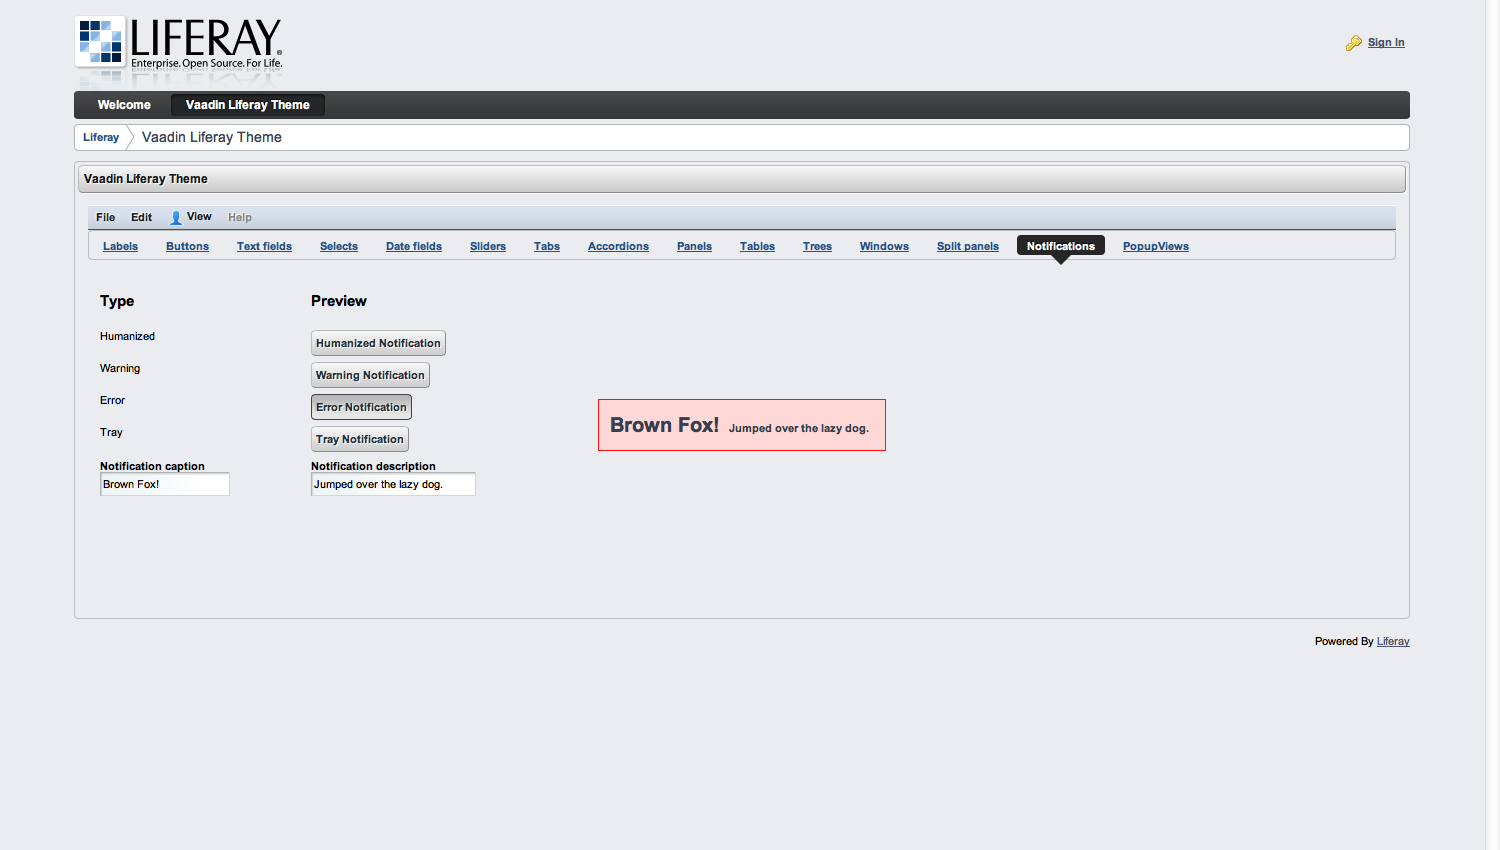 LIFERAY®
Enterprise. Open Source. For Life.
Sign In
Welcome Vaadin Liferay Theme
Liferay Vaadin Liferay Theme
Vaadin Liferay Theme
File Edit View Help
Labels Buttons Text fields Selects Date fields Sliders Tabs Accordions Panels Tables Trees Windows Split panels Notifications PopupViews
Type Preview
Humanized Humanized Notification
Warning Warning Notification
Error Error Notification
Brown Fox! Jumped over the lazy dog.
Tray Tray Notification
Notification caption Notification description
Brown Fox! Jumped over the lazy dog.
Powered By Liferay